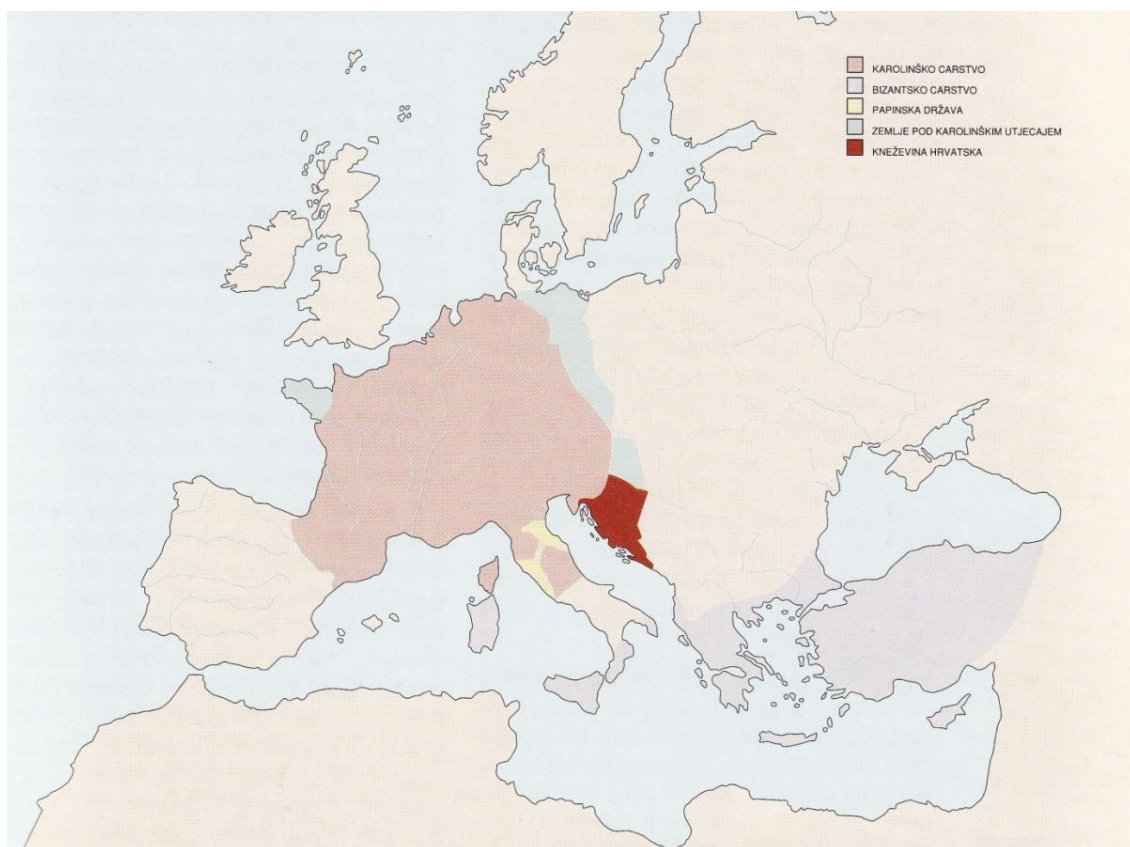 KAROLINŠKO CARSTVO
BIZANTSKO CARSTVO
PAPINSKA DRŽAVA
ZEMLJE POD KAROLINŠKIM UTJECAJEM
KNEŽEVINA HRVATSKA